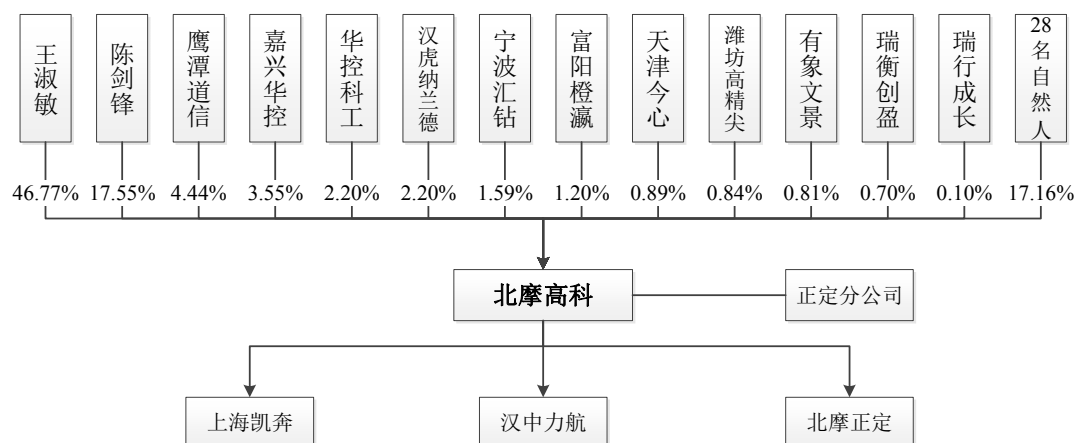 王淑敏
陈剑锋
鹰潭道信
嘉兴华控
华控科工
汉虎纳兰德
宁波汇钻
富阳橙瀛
天津今心
潍坊高精尖
有象文景
瑞衡创盈
瑞行成长
28名自然人
46.77% 17.55% 4.44% 3.55% 2.20% 2.20% 1.59% 1.20% 0.89% 0.84% 0.81% 0.70% 0.10% 17.16%
北摩高科
正定分公司
上海凯奔
汉中力航
北摩正定